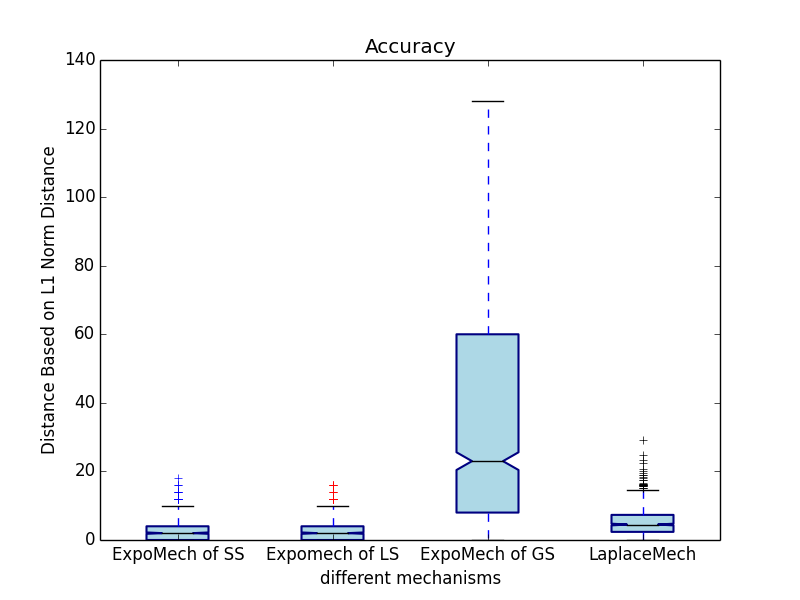 Accuracy
140
120
100
80
60
40
20
0
Distance Based on L1 Norm Distance
ExpoMech of SS
Expomech of LS
ExpoMech of GS
LaplaceMech
different mechanisms